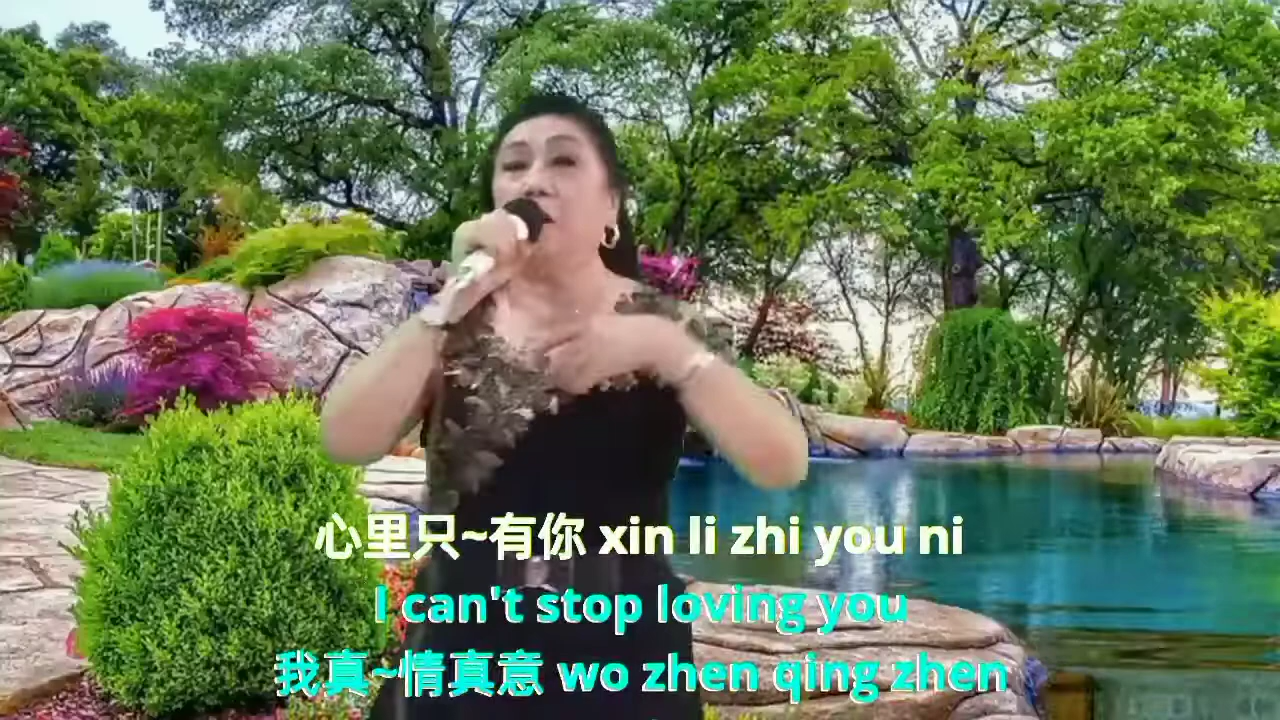 心里只~有你 xin li zhi you ni
I can't stop loving you
我真~情真意 wo zhen qing zhen